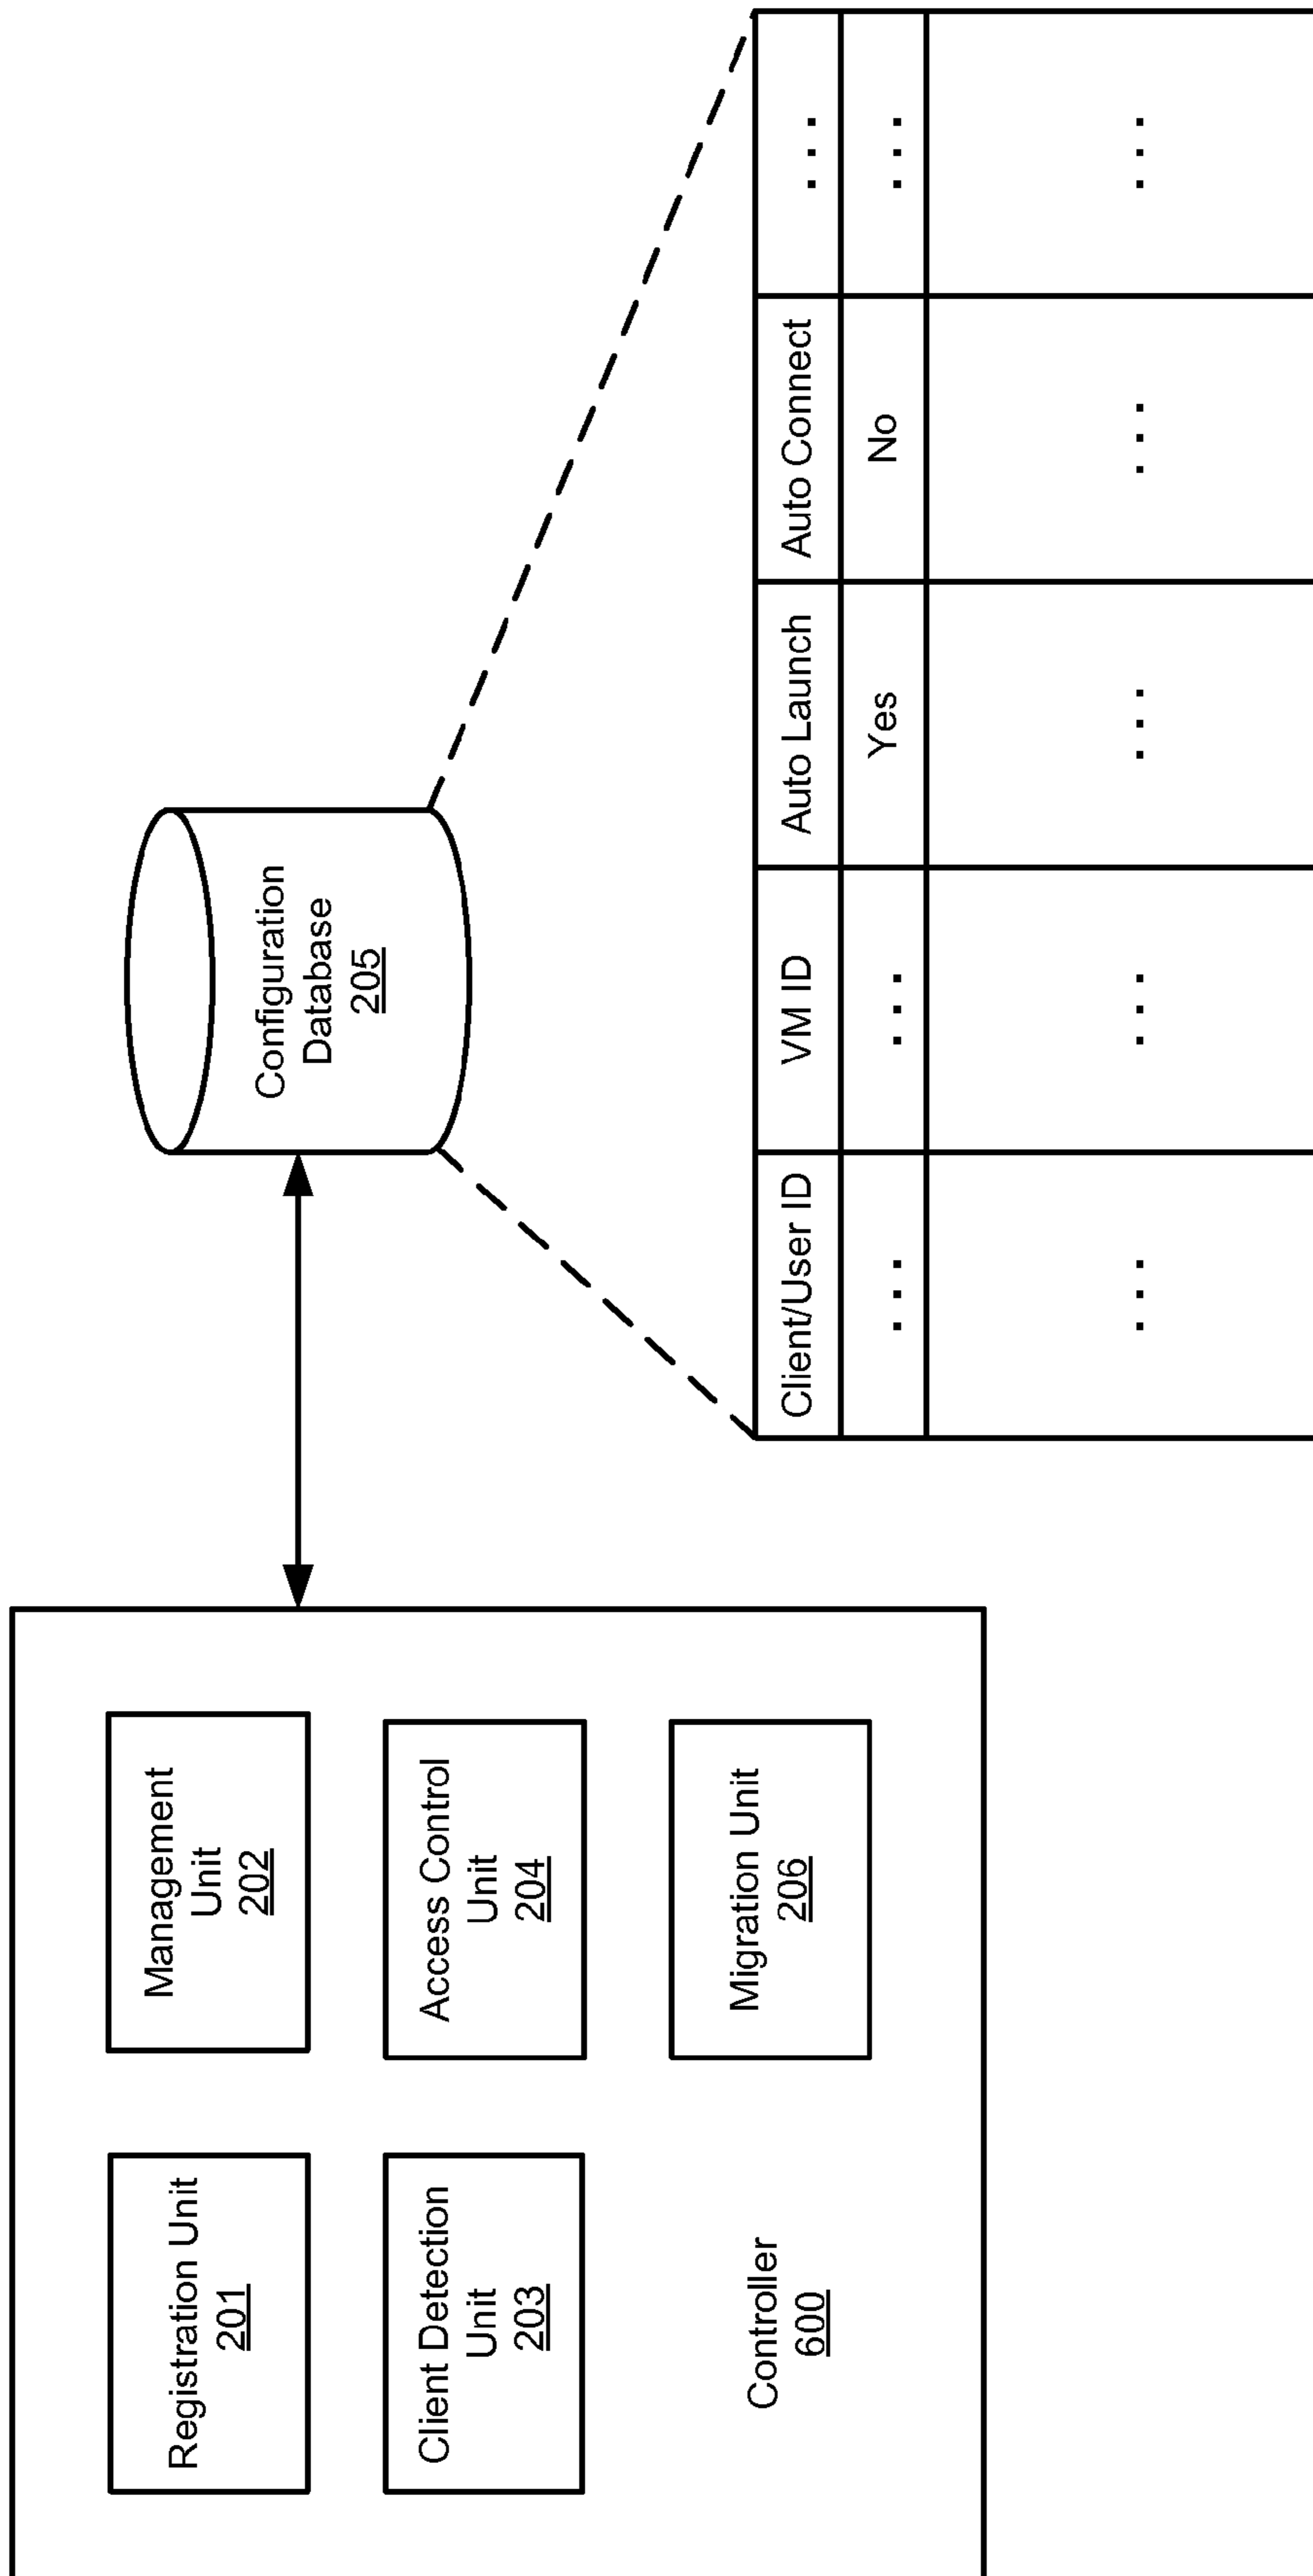 Registration Unit
201
Management
Unit
202
Client Detection
Unit
203
Access Control
Unit
204
Controller
600
Migration Unit
206
Configuration
Database
205
Client/User ID VM ID Auto Launch Auto Connect ...
... ... Yes No ...
... ... ... ... ...